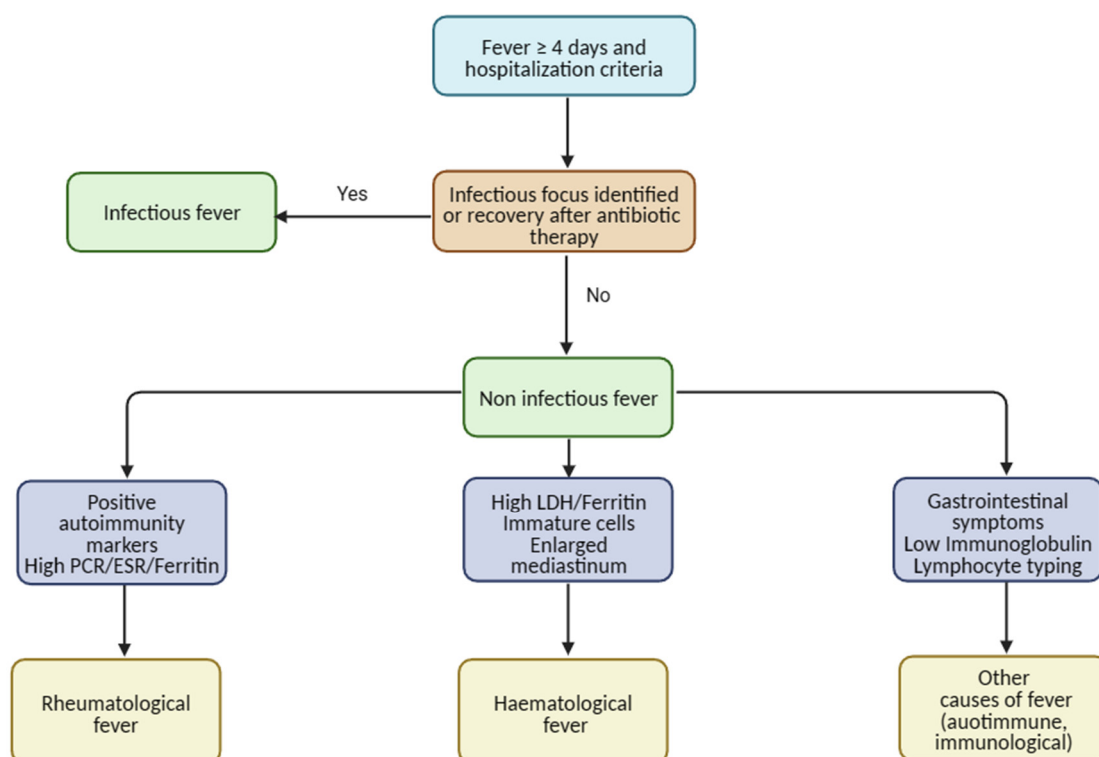 Fever ≥ 4 days and
hospitalization criteria
Infectious fever
Yes
Infectious focus identified
or recovery after antibiotic
therapy
No
Non infectious fever
Positive
autoimmunity
markers
High PCR/ESR/Ferritin
High LDH/Ferritin
Immature cells
Enlarged
mediastinum
Gastrointestinal
symptoms
Low Immunoglobulin
Lymphocyte typing
Rheumatological
fever
Haematological
fever
Other
causes of fever
(auotimmune,
immunological)